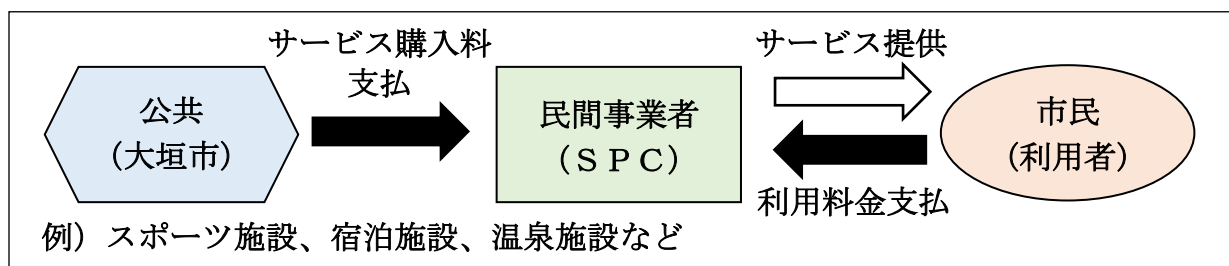 サービス購入料
支払
サービス提供
公共
（大垣市）
民間事業者
（ＳＰＣ）
市民
（利用者）
利用料金支払
例）スポーツ施設、宿泊施設、温泉施設など